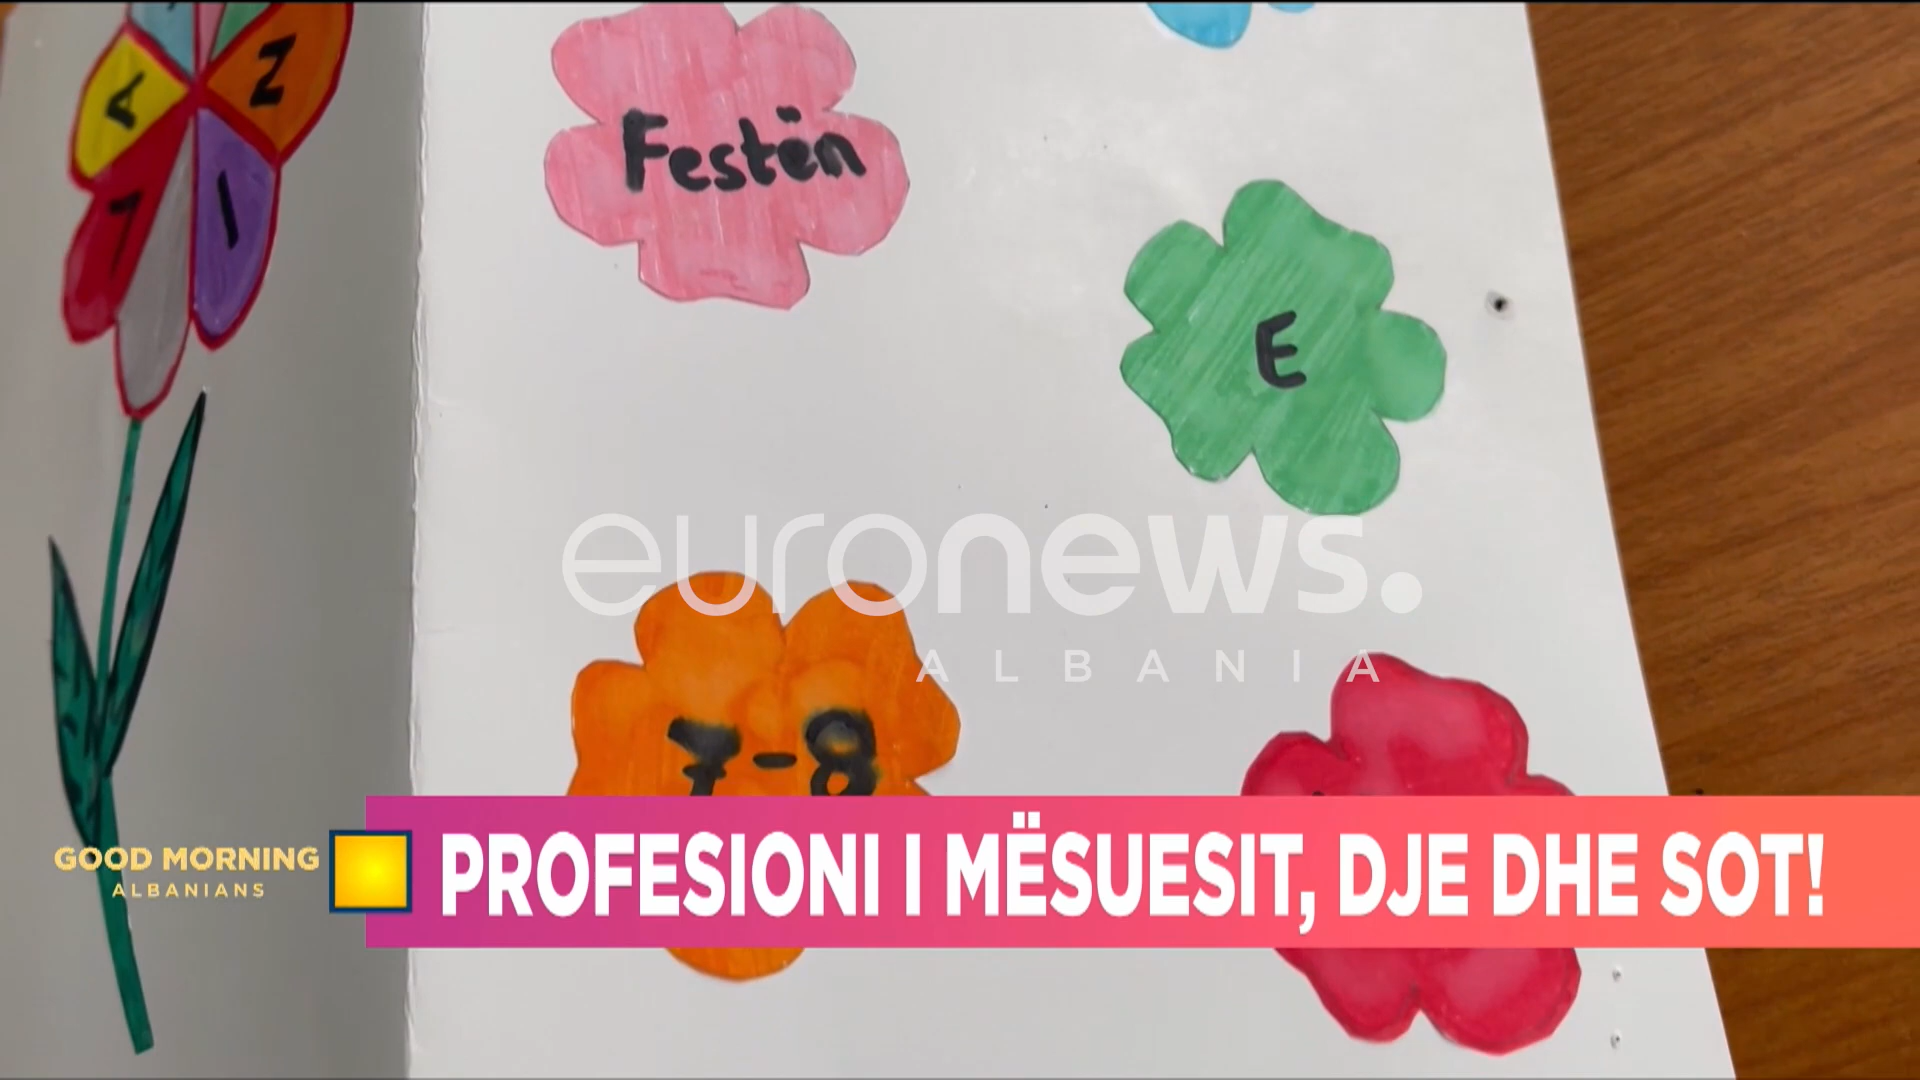 A
N
I
Festën
E
7-8
euronews.
ALBANIA
GOOD MORNING
ALBANIANS
PROFESIONI I MËSUESIT, DJE DHE SOT!